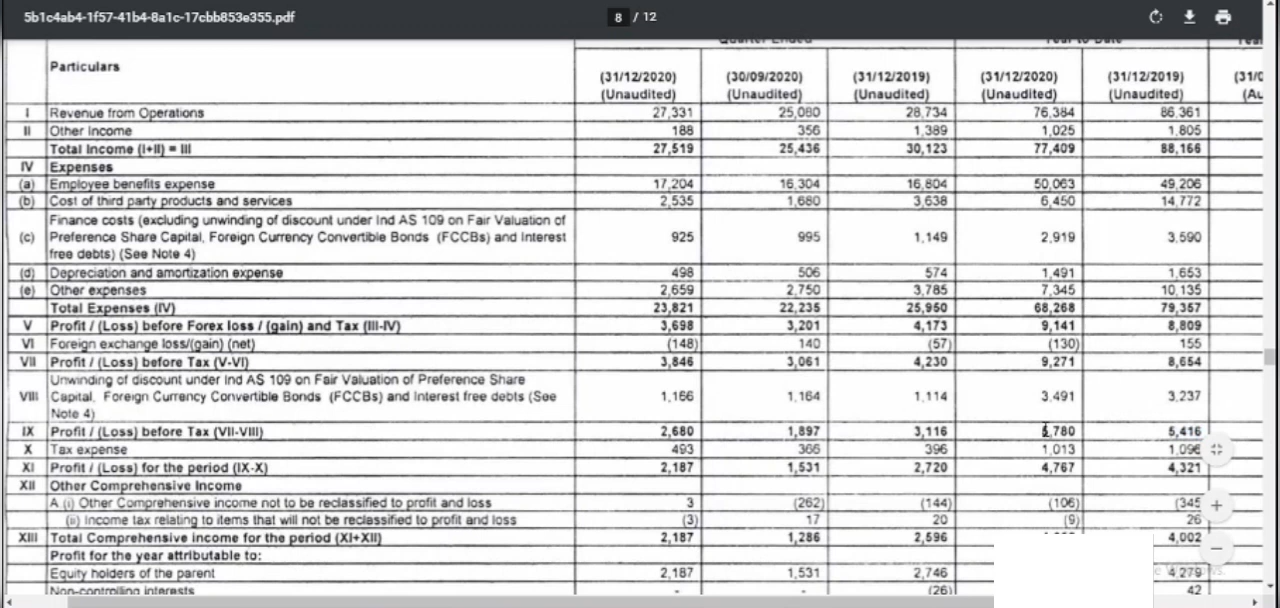 5b1c4ab4-1f57-41b4-8a1c-17cbb853e355.pdf 8 / 12
Quarter Ended Year to Date
Particulars (31/12/2020) (30/09/2020) (31/12/2019) (31/12/2020) (31/12/2019)
(Unaudited) (Unaudited) (Unaudited) (Unaudited) (Unaudited)
I Revenue from Operations 27,331 25,080 28,734 76,384 86,361
II Other Income 188 356 1,389 1,025 1,805
Total Income (I+II) = III 27,519 25,436 30,123 77,409 88,166
IV Expenses
(a) Employee benefits expense 17,204 16,304 16,804 50,063 49,206
(b) Cost of third party products and services 2,535 1,680 3,638 6,450 14,772
Finance costs (excluding unwinding of discount under Ind AS 109 on Fair Valuation of
(c) Preference Share Capital, Foreign Currency Convertible Bonds (FCCBs) and Interest 925 995 1,149 2,919 3,590
free debts) (See Note 4)
(d) Depreciation and amortization expense 498 506 574 1,491 1,653
(e) Other expenses 2,659 2,750 3,785 7,345 10,135
Total Expenses (IV) 23,821 22,235 25,950 68,268 79,357
V Profit / (Loss) before Forex loss / (gain) and Tax (III-IV) 3,698 3,201 4,173 9,141 8,809
VI Foreign exchange loss/(gain) (net) (148) 140 (57) (130) 155
VII Profit / (Loss) before Tax (V-VI) 3,846 3,061 4,230 9,271 8,654
Unwinding of discount under Ind AS 109 on Fair Valuation of Preference Share
VIII Capital, Foreign Currency Convertible Bonds (FCCBs) and Interest free debts (See 1,166 1,164 1,114 3,491 3,237
Note 4)
IX Profit / (Loss) before Tax (VII-VIII) 2,680 1,897 3,116 5,780 5,416
X Tax expense 493 366 396 1,013 1,096
XI Profit / (Loss) for the period (IX-X) 2,187 1,531 2,720 4,767 4,321
XII Other Comprehensive Income
A (i) Other Comprehensive income not to be reclassified to profit and loss 3 (262) (144) (106) (345
(ii) Income tax relating to items that will not be reclassified to profit and loss (3) 17 20 (9) 26
XIII Total Comprehensive income for the period (XI+XII) 2,187 1,286 2,596 4,002
Profit for the year attributable to:
Equity holders of the parent 2,187 1,531 2,746 4,279
Non-controlling interests - - (26) 42